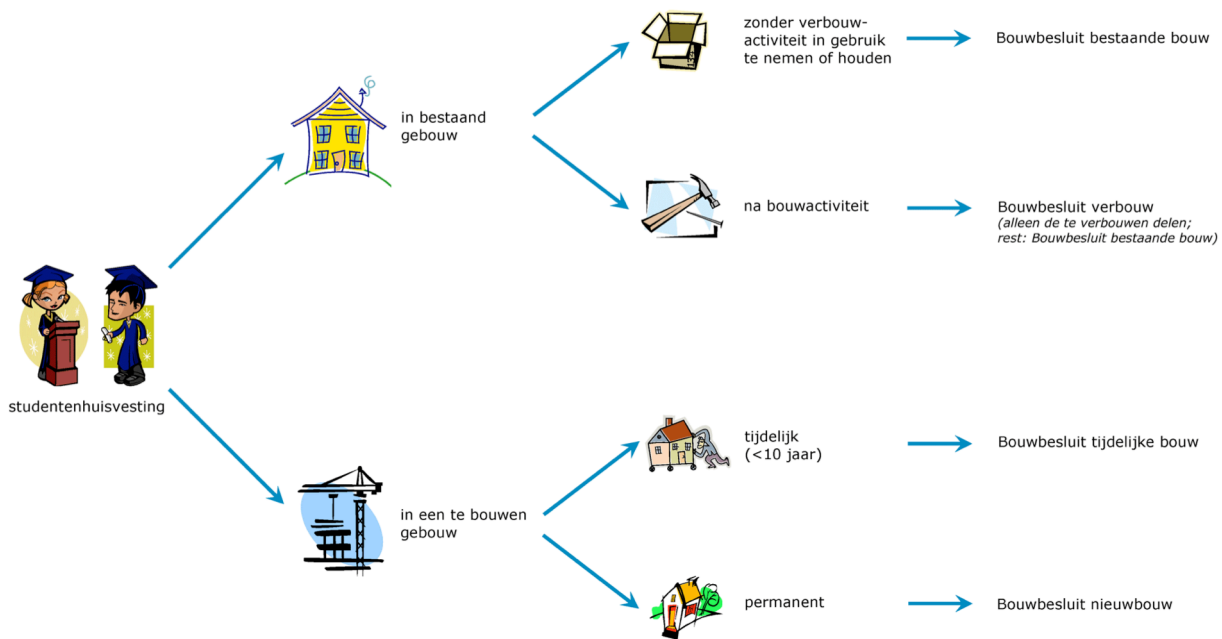 zonder verbouw-
activiteit in gebruik
te nemen of houden
Bouwbesluit bestaande bouw
in bestaand
gebouw
na bouwactiviteit
Bouwbesluit verbouw
(alleen de te verbouwen delen;
rest: Bouwbesluit bestaande bouw)
studentenhuisvesting
tijdelijk
(<10 jaar)
Bouwbesluit tijdelijke bouw
in een te bouwen
gebouw
permanent
Bouwbesluit nieuwbouw